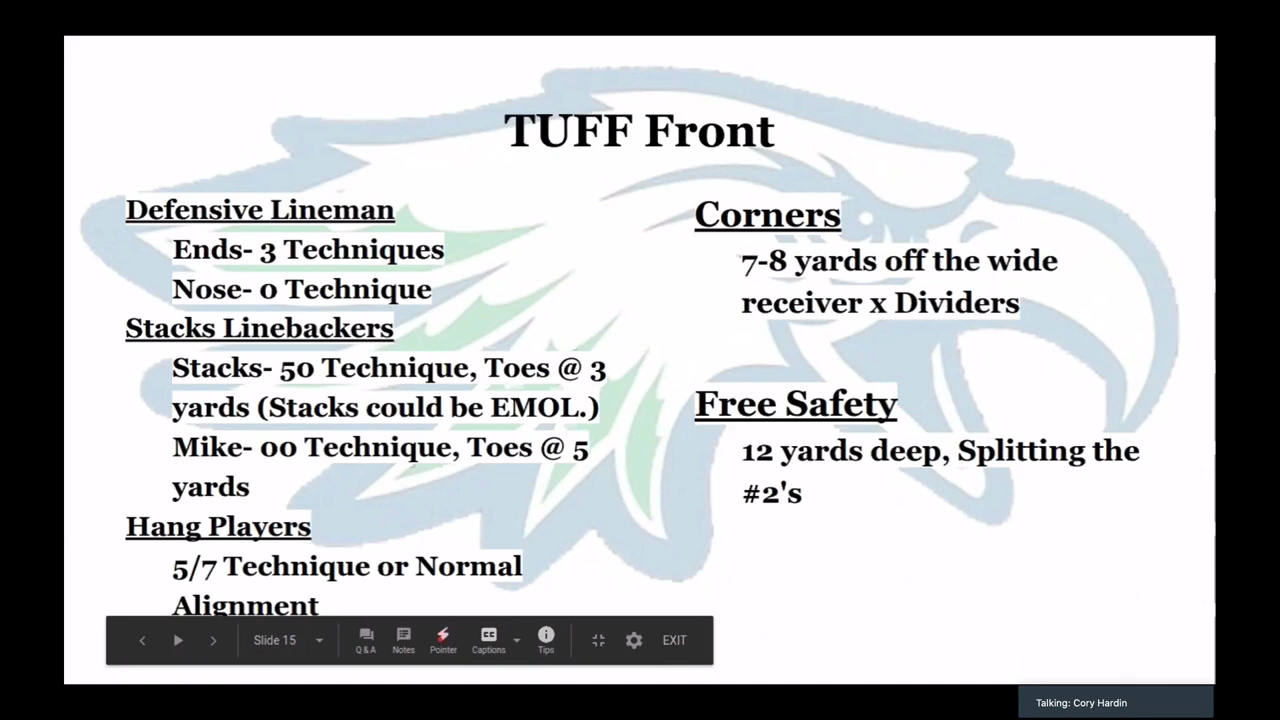 TUFF Front
Defensive Lineman
Ends- 3 Techniques
Nose- 0 Technique
Stacks Linebackers
Stacks- 50 Technique, Toes @ 3
yards (Stacks could be EMOL.)
Mike- 00 Technique, Toes @ 5
yards
Hang Players
5/7 Technique or Normal
Alignment
Corners
7-8 yards off the wide
receiver x Dividers
Free Safety
12 yards deep, Splitting the
#2's
Slide 15
Q & A
Notes
Pointer
CC
Captions
Tips
EXIT
Talking: Cory Hardin